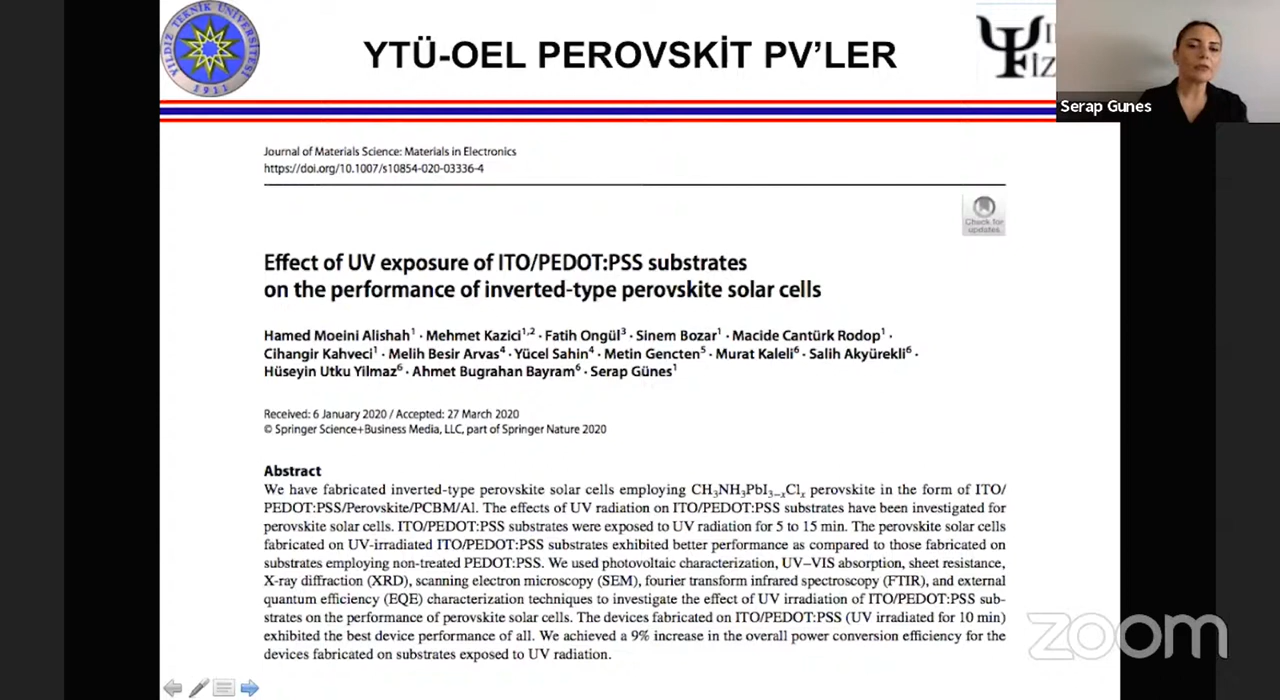 YILDIZ TEKNİK ÜNİVERSİTESİ
1911
YTÜ-OEL PEROVSKİT PV’LER
FİZ
Serap Gunes
Journal of Materials Science: Materials in Electronics
https://doi.org/10.1007/s10854-020-03336-4
Check for
updates
Effect of UV exposure of ITO/PEDOT:PSS substrates
on the performance of inverted-type perovskite solar cells
Hamed Moeini Alishah¹ · Mehmet Kazici¹,² · Fatih Ongül³ · Sinem Bozar¹ · Macide Cantürk Rodop¹ ·
Cihangir Kahveci¹ · Melih Besir Arvas⁴ · Yücel Sahin⁴ · Metin Gencten⁵ · Murat Kaleli⁶ · Salih Akyürekli⁶ ·
Hüseyin Utku Yilmaz⁶ · Ahmet Bugrahan Bayram⁶ · Serap Günes¹
Received: 6 January 2020 / Accepted: 27 March 2020
© Springer Science+Business Media, LLC, part of Springer Nature 2020
Abstract
We have fabricated inverted-type perovskite solar cells employing CH₃NH₃PbI₃₋ₓClₓ perovskite in the form of ITO/
PEDOT:PSS/Perovskite/PCBM/Al. The effects of UV radiation on ITO/PEDOT:PSS substrates have been investigated for
perovskite solar cells. ITO/PEDOT:PSS substrates were exposed to UV radiation for 5 to 15 min. The perovskite solar cells
fabricated on UV-irradiated ITO/PEDOT:PSS substrates exhibited better performance as compared to those fabricated on
substrates employing non-treated PEDOT:PSS. We used photovoltaic characterization, UV–VIS absorption, sheet resistance,
X-ray diffraction (XRD), scanning electron microscopy (SEM), fourier transform infrared spectroscopy (FTIR), and external
quantum efficiency (EQE) characterization techniques to investigate the effect of UV irradiation of ITO/PEDOT:PSS sub-
strates on the performance of perovskite solar cells. The devices fabricated on ITO/PEDOT:PSS (UV irradiated for 10 min)
exhibited the best device performance of all. We achieved a 9% increase in the overall power conversion efficiency for the
devices fabricated on substrates exposed to UV radiation.
zoom